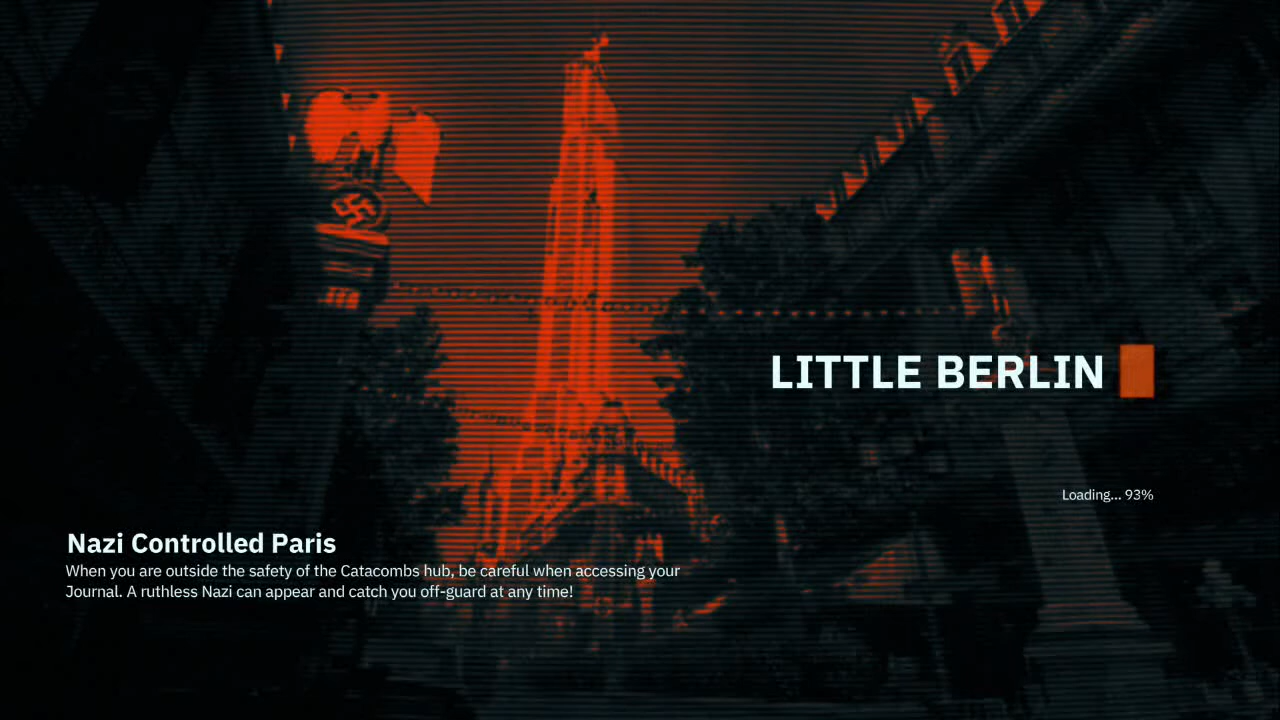 LITTLE BERLIN
Loading... 93%
Nazi Controlled Paris
When you are outside the safety of the Catacombs hub, be careful when accessing your
Journal. A ruthless Nazi can appear and catch you off-guard at any time!